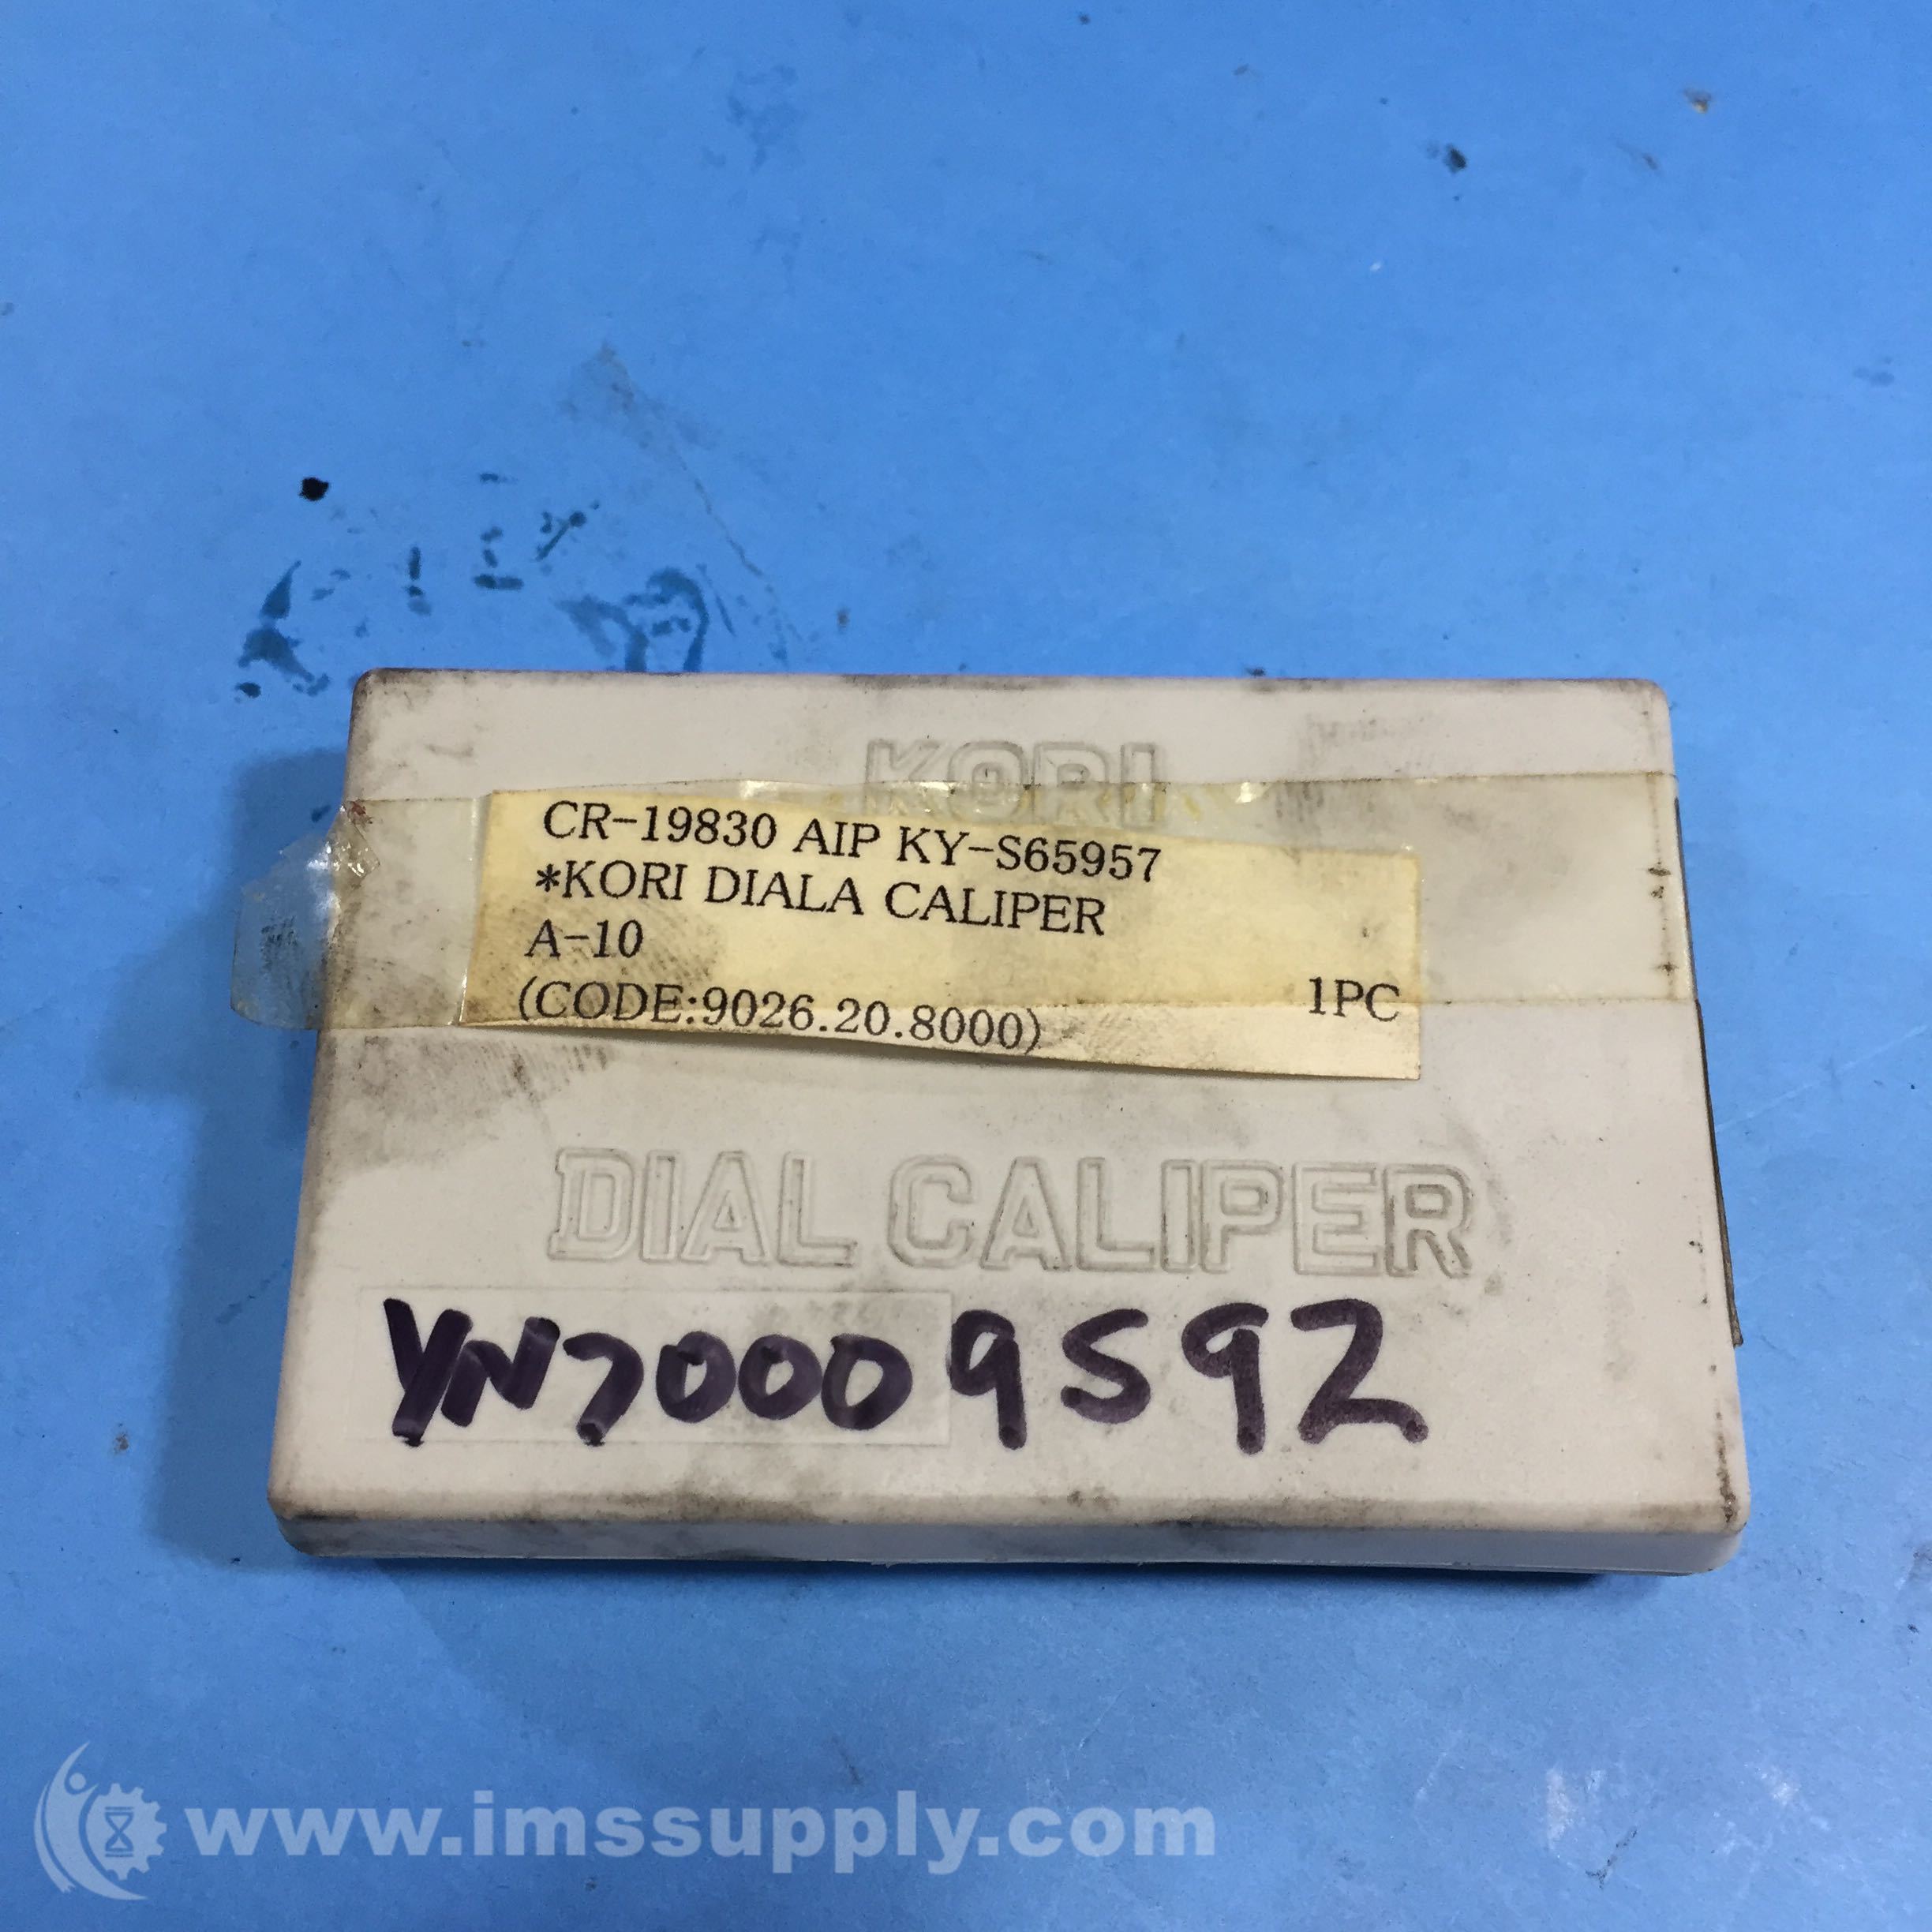 KORI
CR-19830 AIP KY-S65957
*KORI DIALA CALIPER
A-10
(CODE:9026.20.8000) 1PC
DIAL CALIPER
YN70009592
www.imssupply.com